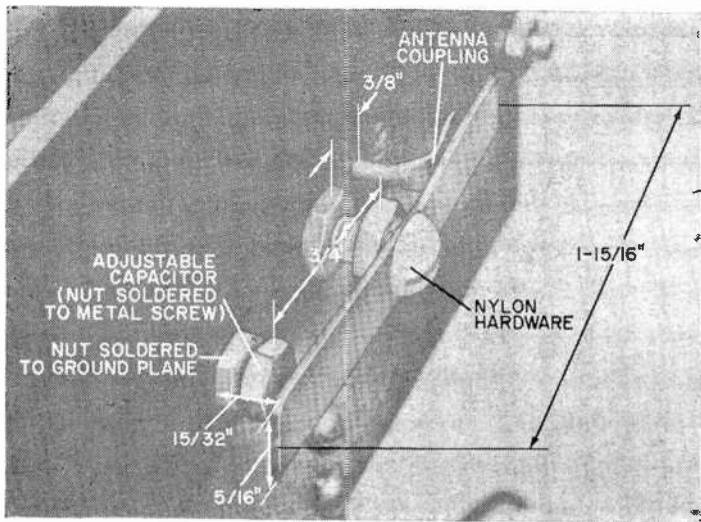 ANTENNA
COUPLING
3/8"
3/4"
ADJUSTABLE
CAPACITOR
(NUT SOLDERED
TO METAL SCREW)
NUT SOLDERED
TO GROUND PLANE
1-15/16"
NYLON
HARDWARE
15/32"
5/16"